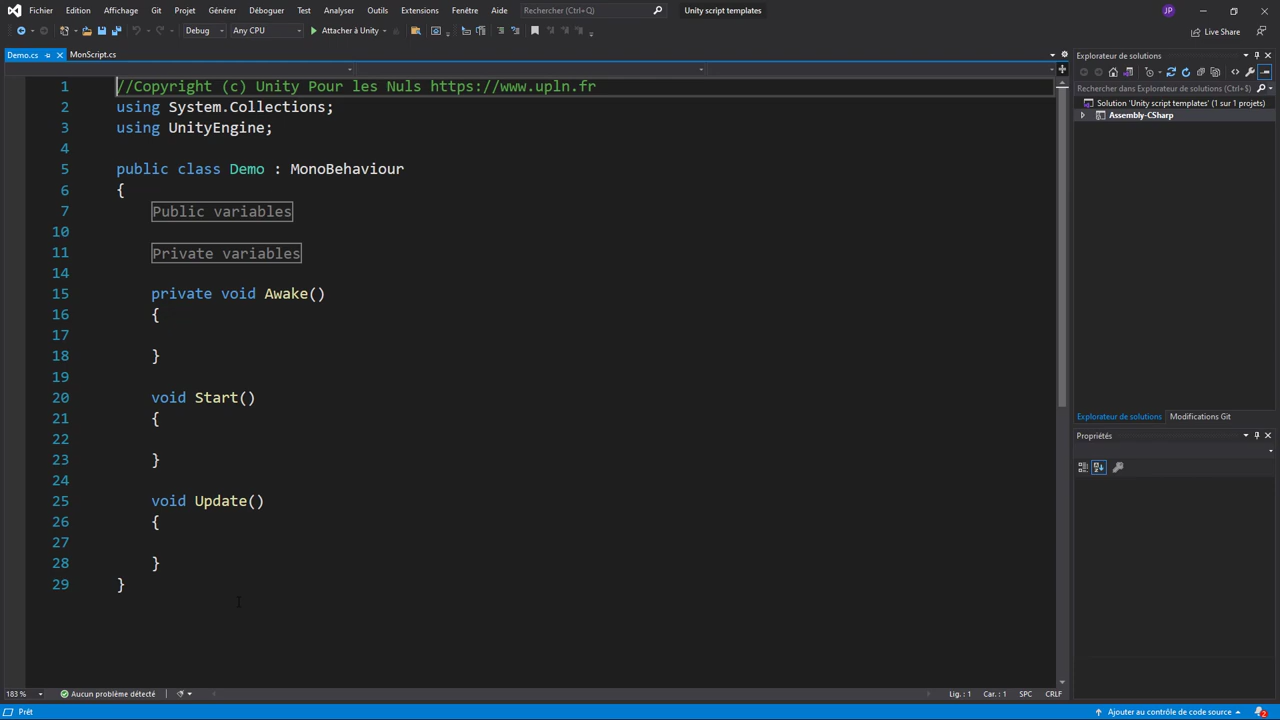 Fichier Edition Affichage Git Projet Générer Déboguer Test Analyser Outils Extensions Fenêtre Aide Rechercher (Ctrl+Q) Unity script templates JP
Debug Any CPU Attacher à Unity Live Share
Demo.cs MonScript.cs
1 //Copyright (c) Unity Pour les Nuls https://www.upln.fr
2 using System.Collections;
3 using UnityEngine;
4
5 public class Demo : MonoBehaviour
6 {
7 Public variables
10
11 Private variables
14
15 private void Awake()
16 {
17
18 }
19
20 void Start()
21 {
22
23 }
24
25 void Update()
26 {
27
28 }
29 }
183 % Aucun problème détecté Lig. : 1 Car. : 1 SPC CRLF
Explorateur de solutions
Rechercher dans Explorateur de solutions (Ctrl+$)
Solution 'Unity script templates' (1 sur 1 projets)
Assembly-CSharp
Explorateur de solutions Modifications Git
Propriétés
Prêt Ajouter au contrôle de code source 2